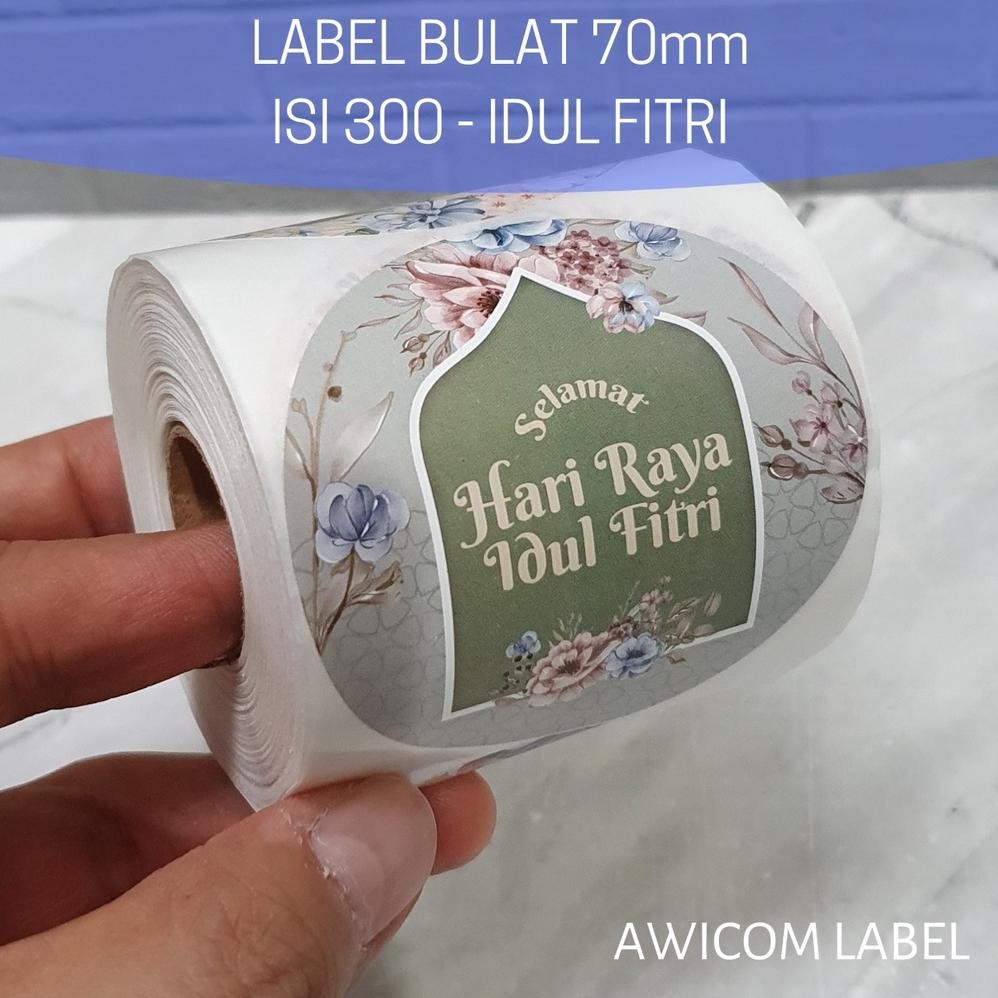 LABEL BULAT 70mm
ISI 300 - IDUL FITRI
Selamat
Hari Raya
Idul Fitri
AWICOM LABEL